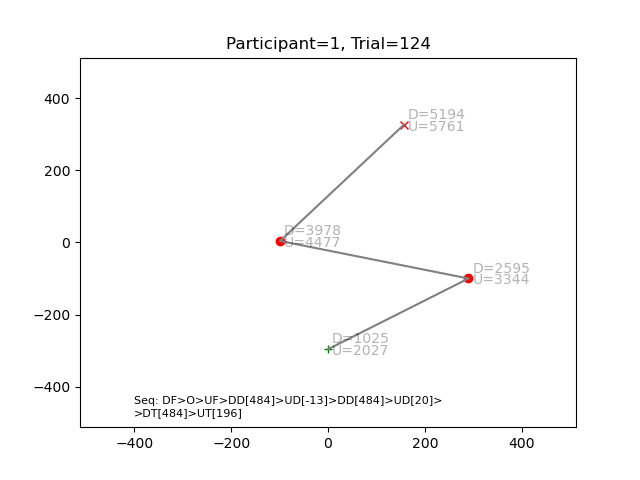 Participant=1, Trial=124
400
200
0
−200
−400
D=5194
U=5761
D=3978
U=4477
D=2595
U=3344
D=1025
U=2027
Seq: DF>O>UF>DD[484]>UD[-13]>DD[484]>UD[20]>
>DT[484]>UT[196]
−400 −200 0 200 400